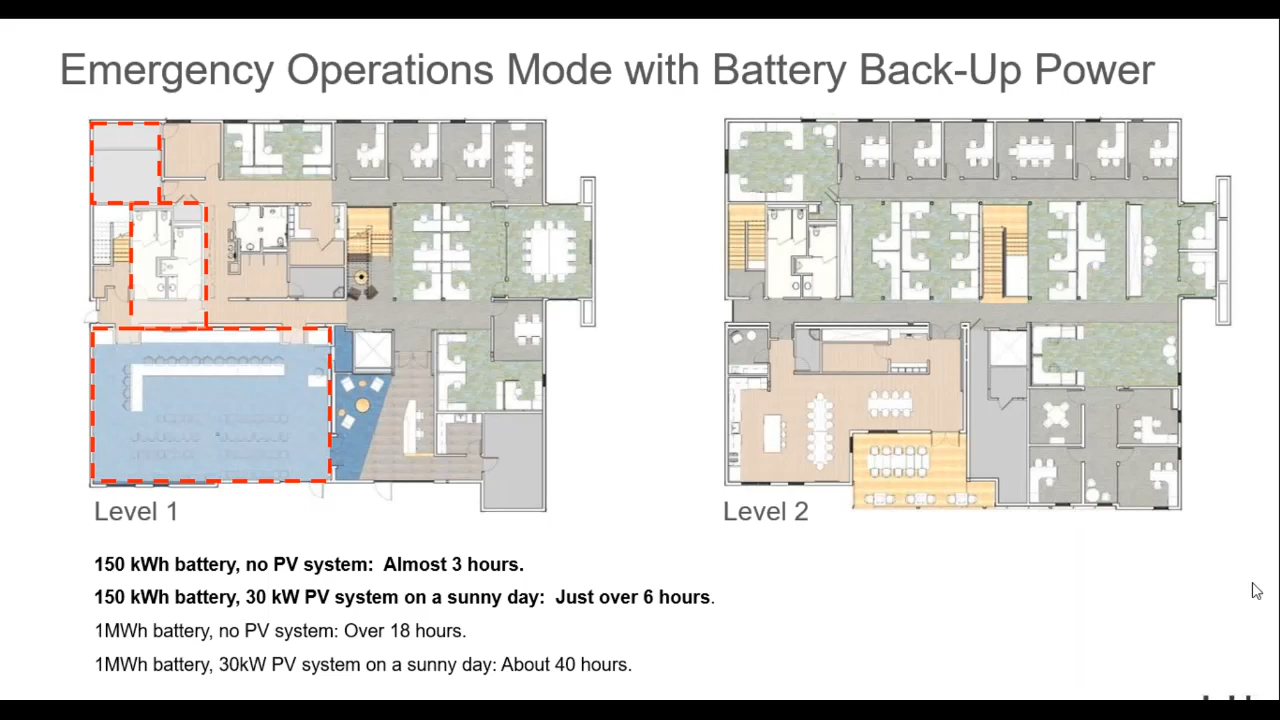 Emergency Operations Mode with Battery Back-Up Power
Level 1
Level 2
150 kWh battery, no PV system:  Almost 3 hours.
150 kWh battery, 30 kW PV system on a sunny day:  Just over 6 hours.
1MWh battery, no PV system: Over 18 hours.
1MWh battery, 30kW PV system on a sunny day: About 40 hours.